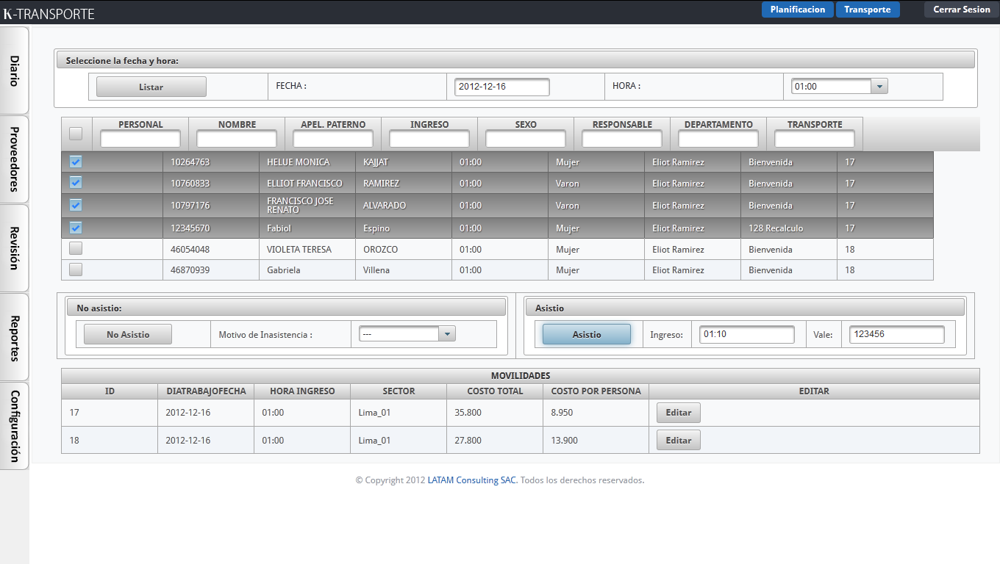 K-TRANSPORTE Planificacion Transporte Cerrar Sesion
Diario
Proveedores
Revisión
Reportes
Configuración
Seleccione la fecha y hora:
Listar FECHA : 2012-12-16 HORA : 01:00
PERSONAL NOMBRE APEL. PATERNO INGRESO SEXO RESPONSABLE DEPARTAMENTO TRANSPORTE
10264763 HELUE MONICA KAJJAT 01:00 Mujer Eliot Ramirez Bienvenida 17
10760833 ELLIOT FRANCISCO RAMIREZ 01:00 Varon Eliot Ramirez Bienvenida 17
10797176 FRANCISCO JOSE RENATO ALVARADO 01:00 Varon Eliot Ramirez Bienvenida 17
12345670 Fabiol Espino 01:00 Mujer Eliot Ramirez 128 Recalculo 17
46054048 VIOLETA TERESA OROZCO 01:00 Mujer Eliot Ramirez Bienvenida 18
46870939 Gabriela Villena 01:00 Mujer Eliot Ramirez Bienvenida 18
No asistio:
No Asistio Motivo de Inasistencia : ---
Asistio
Asistio Ingreso: 01:10 Vale: 123456
MOVILIDADES
ID DIATRABAJOFECHA HORA INGRESO SECTOR COSTO TOTAL COSTO POR PERSONA EDITAR
17 2012-12-16 01:00 Lima_01 35.800 8.950 Editar
18 2012-12-16 01:00 Lima_01 27.800 13.900 Editar
© Copyright 2012 LATAM Consulting SAC. Todos los derechos reservados.